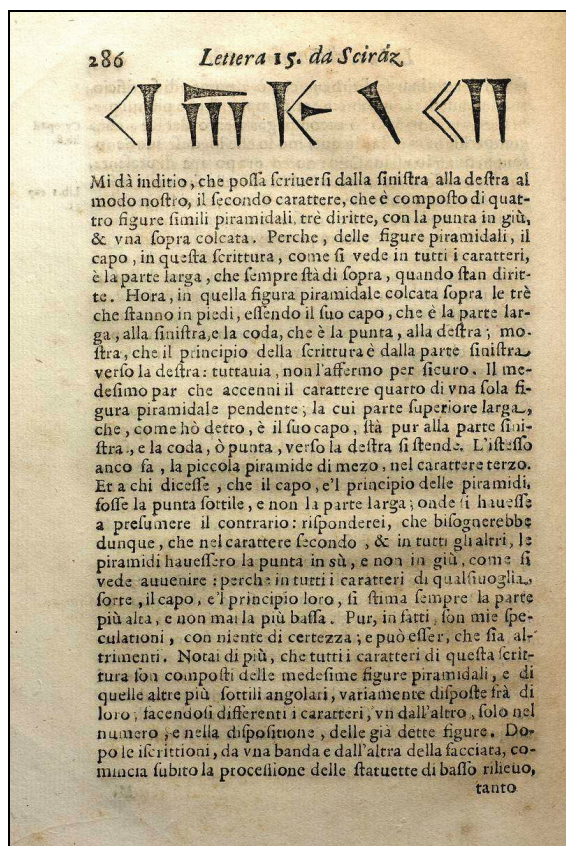 286 Lettera 15. da Sciráz
Mi dà inditio, che possa scriuersi dalla sinistra alla destra al
modo nostro, il secondo carattere, che è composto di quat-
tro figure simili piramidali, trè diritte, con la punta in giù,
& vna sopra colcata. Perche, delle figure piramidali, il
capo, in questa scrittura, come si vede in tutti i caratteri,
è la parte larga, che sempre stà di sopra, quando stan dirit-
te. Hora, in quella figura piramidale colcata sopra le trè
che stanno in piedi, essendo il suo capo, che è la parte lar-
ga, alla sinistra, e la coda, che è la punta, alla destra; mo-
stra, che il principio della scrittura è dalla parte sinistra
verso la destra: tuttauia, non l'affermo per sicuro. Il me-
desimo par che accenni il carattere quarto di vna sola fi-
gura piramidale pendente; la cui parte superiore larga,
che, come hò detto, è il suo capo, stà pur alla parte sini-
stra, e la coda, ò punta, verso la destra si stende. L'istesso
anco fa, la piccola piramide di mezo, nel carattere terzo.
Et a chi dicesse, che il capo, e'l principio delle piramidi,
fosse la punta sottile, e non la parte larga; onde si hauesse
a presumere il contrario: risponderei, che bisognerebbe
dunque, che nel carattere secondo, & in tutti gli altri, le
piramidi hauessero la punta in sù, e non in giù, come si
vede auuenire: perche in tutti i caratteri di qualsiuoglia
sorte, il capo, e'l principio loro, si stima sempre la parte
più alta, e non mai la più bassa. Pur, in fatti, son mie spe-
culationi, con niente di certezza; e può esser, che sia al-
trimenti. Notai di più, che tutti i caratteri di questa scrit-
tura son composti delle medesime figure piramidali, e di
quelle altre più sottili angolari, variamente disposte frà di
loro; facendosi differenti i caratteri, vn dall'altro, solo nel
numero, e nella dispositione, delle già dette figure. Do-
po le iscrittioni, da vna banda e dall'altra della facciata, co-
mincia subito la processione delle statuette di basso rilieuo,
tanto